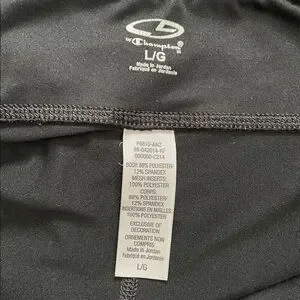 Champion
L/G
Made in Jordan
Fabriqué en Jordanie
BODY: 88% POLYESTER/
12% SPANDEX
MESH INSERTS:
100% POLYESTER
CORPS:
88% POLYESTER/
12% SPANDEX
INSERTIONS EN MAILLES:
100% POLYESTER
EXCLUSIVE OF
DECORATION
ORNEMENTS NON
COMPRIS
Made in Jordan
Fabriqué en Jordanie
L/G